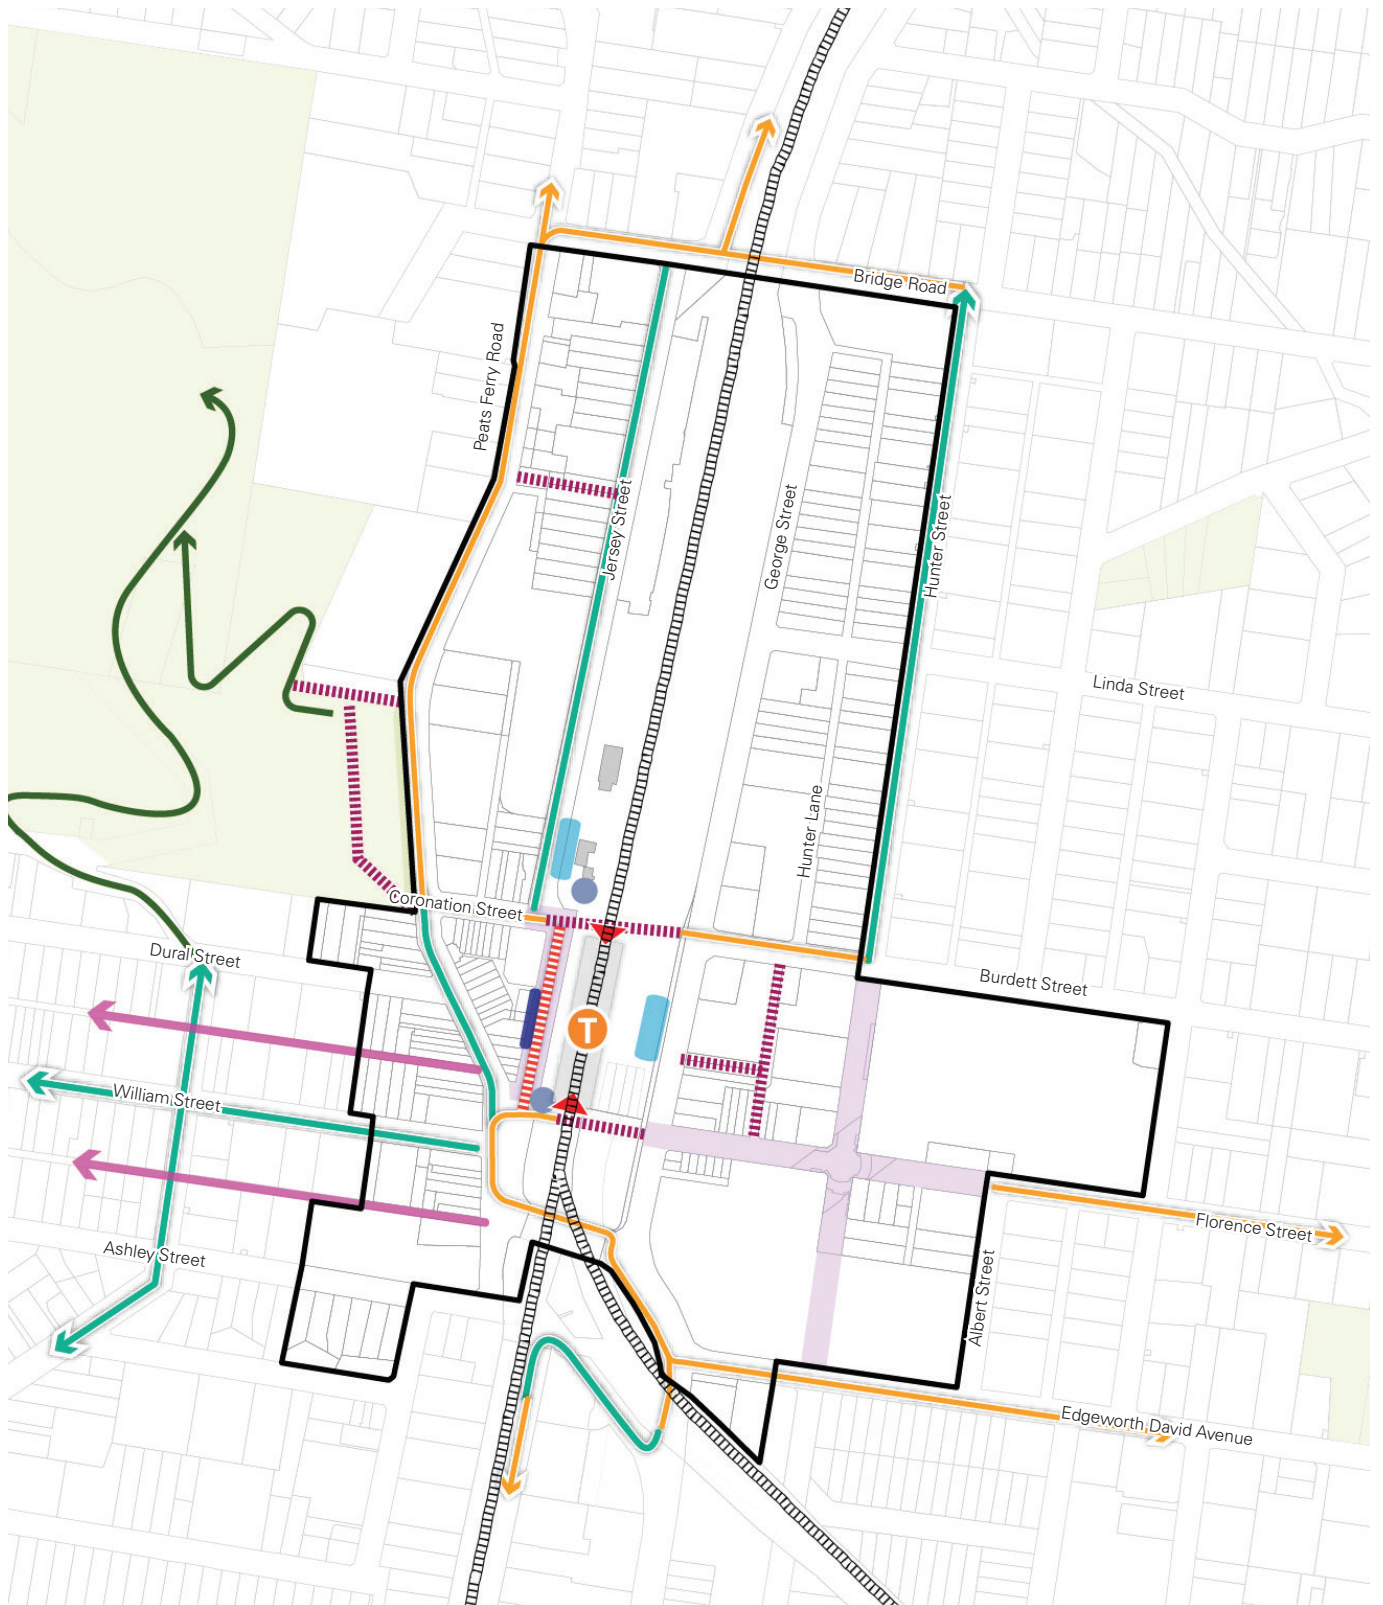 Bridge Road
Peats Ferry Road
Jersey Street
George Street
Hunter Street
Linda Street
Hunter Lane
Coronation Street
Dural Street
Burdett Street
T
William Street
Florence Street
Ashley Street
Albert Street
Edgeworth David Avenue